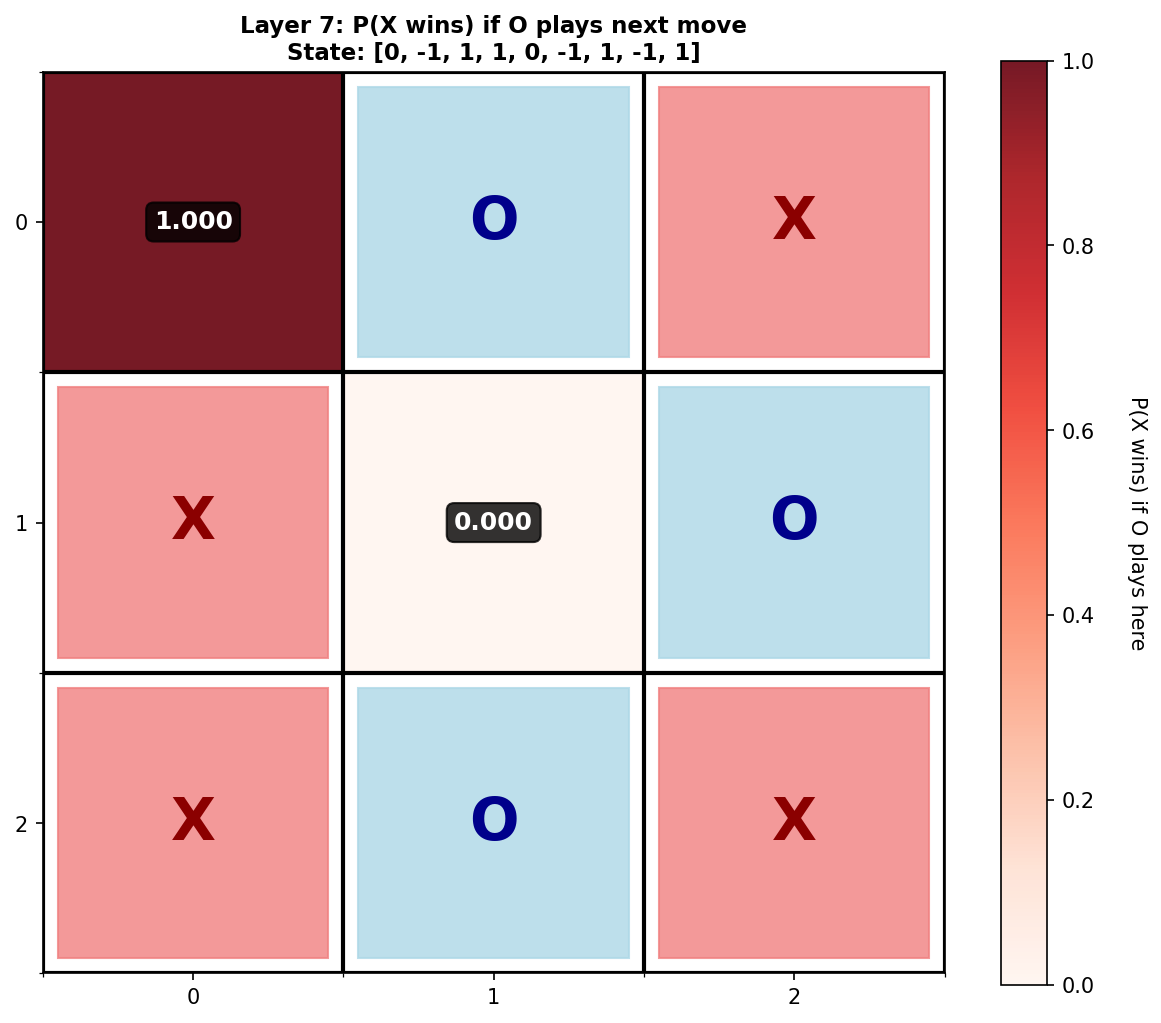 Layer 7: P(X wins) if O plays next move
State: [0, -1, 1, 1, 0, -1, 1, -1, 1]
0
1.000
O
X
1
X
0.000
O
2
X
O
X
0
1
2
1.0
0.8
0.6
0.4
0.2
0.0
P(X wins) if O plays here